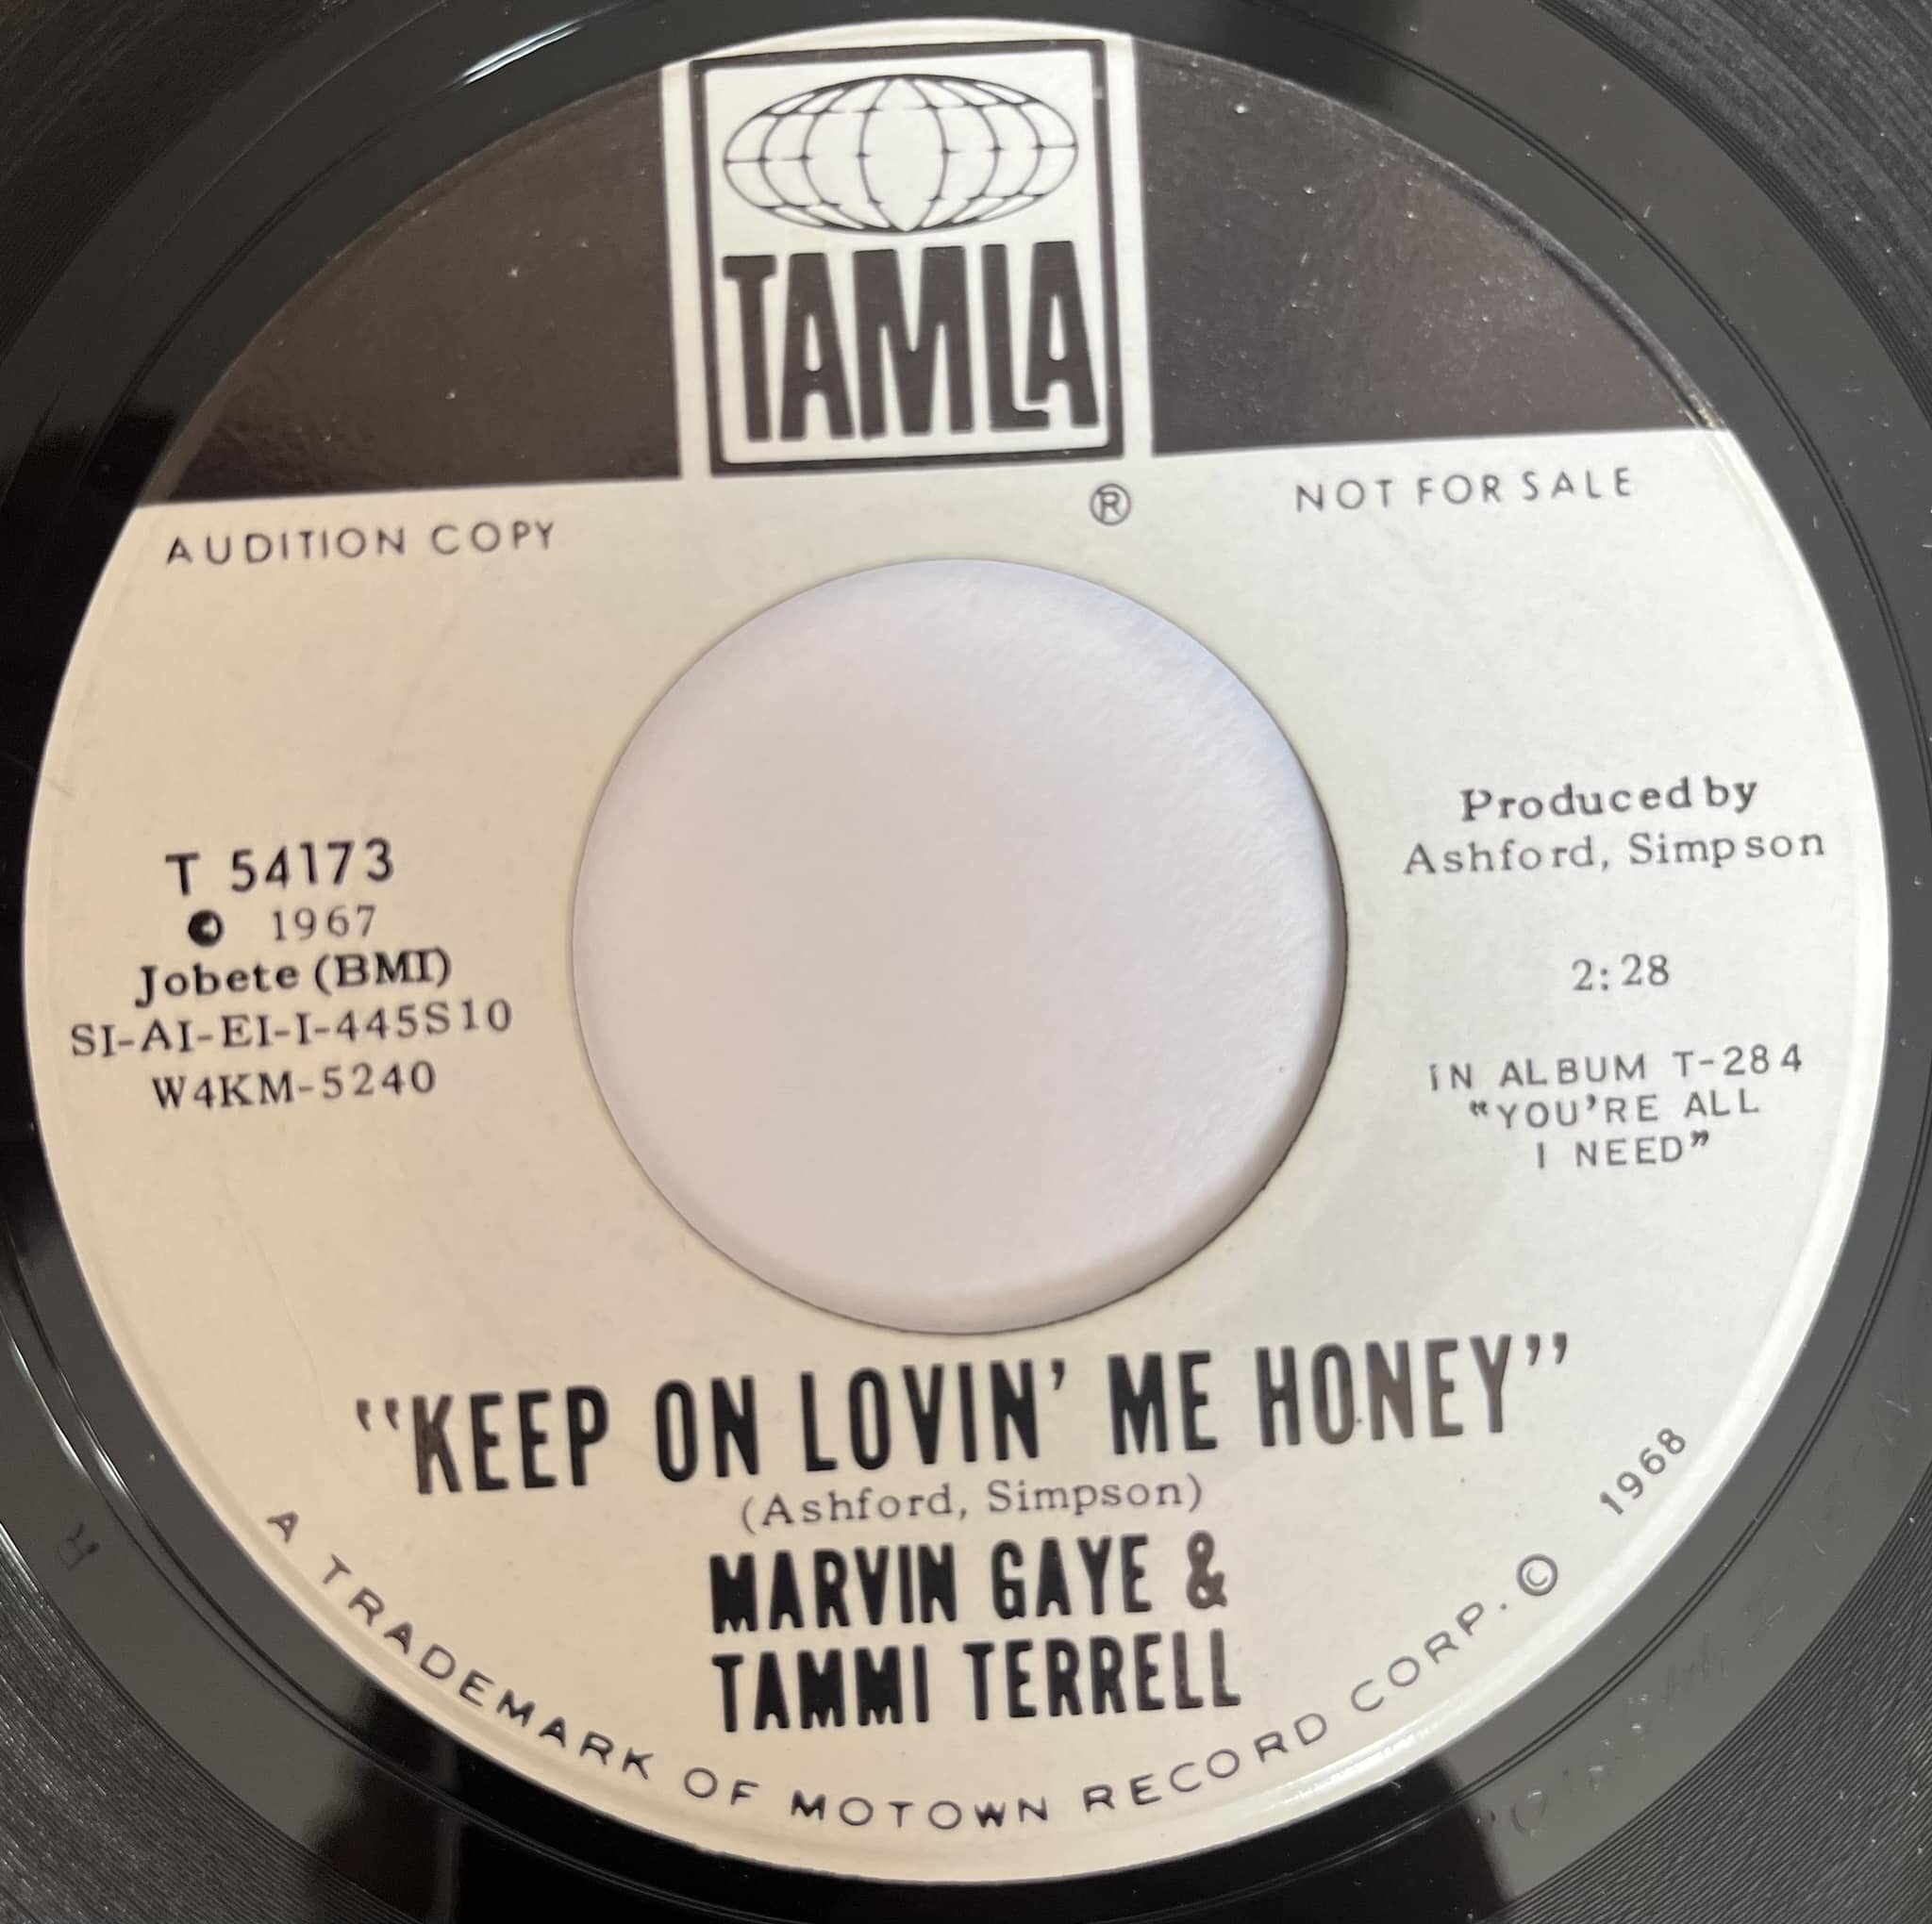 TAMLA
®
AUDITION COPY
NOT FOR SALE
T 54173
1967
Jobete (BMI)
SI-AI-EI-I-445S10
W4KM-5240
Produced by
Ashford, Simpson
2:28
IN ALBUM T-284
"YOU'RE ALL
I NEED"
"KEEP ON LOVIN' ME HONEY"
(Ashford, Simpson)
MARVIN GAYE &
TAMMI TERRELL
A TRADEMARK OF MOTOWN RECORD CORP. © 1968